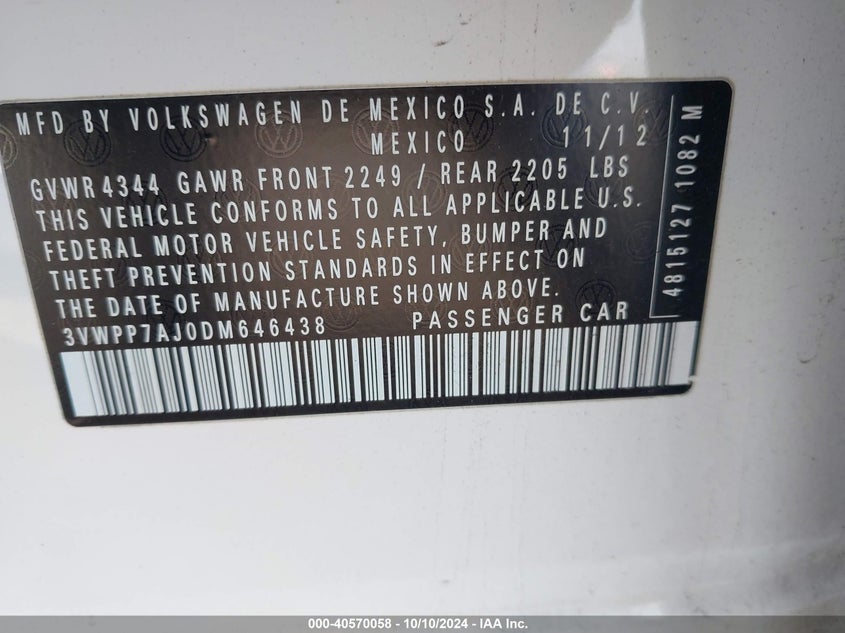 MFD BY VOLKSWAGEN DE MEXICO S.A. DE C.V.
MEXICO 11/12
GVWR 4344 GAWR FRONT 2249 / REAR 2205 LBS
THIS VEHICLE CONFORMS TO ALL APPLICABLE U.S.
FEDERAL MOTOR VEHICLE SAFETY, BUMPER AND
THEFT PREVENTION STANDARDS IN EFFECT ON
THE DATE OF MANUFACTURE SHOWN ABOVE.
3VWPP7AJ0DM646438 PASSENGER CAR
4815127 1082 M
000-40570058 - 10/10/2024 - IAA Inc.